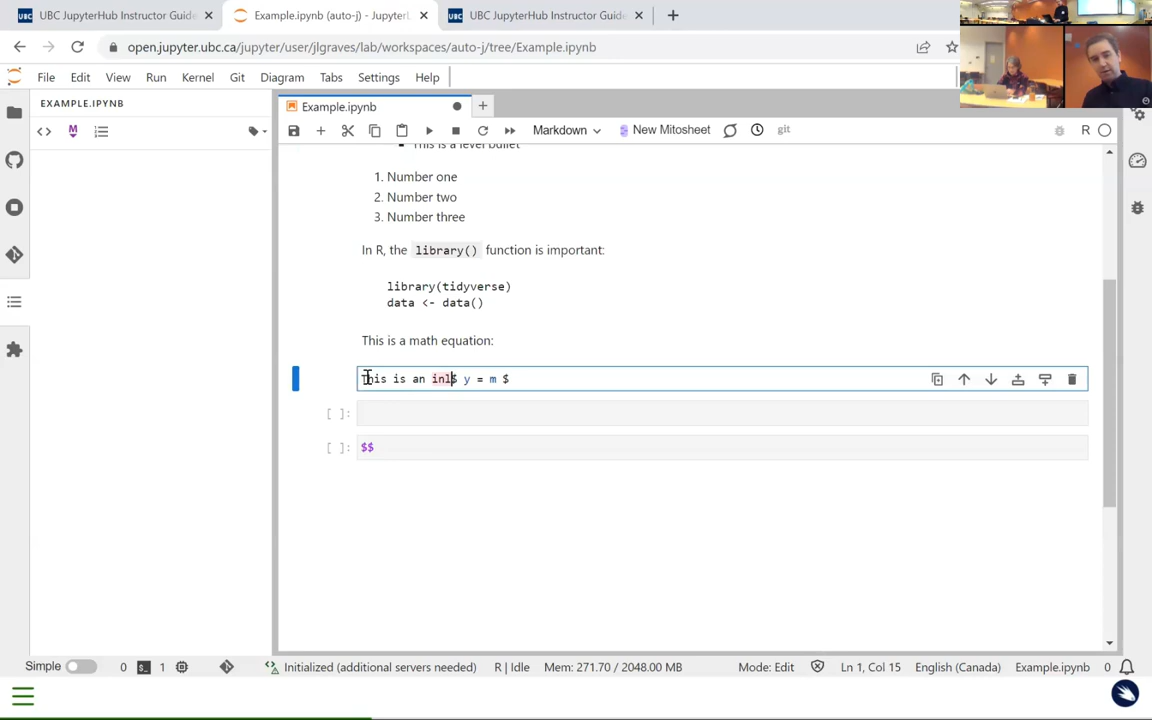 UBC JupyterHub Instructor Guide
Example.ipynb (auto-j) - Jupyter
UBC JupyterHub Instructor Guide
open.jupyter.ubc.ca/jupyter/user/jlgraves/lab/workspaces/auto-j/tree/Example.ipynb
File Edit View Run Kernel Git Diagram Tabs Settings Help
EXAMPLE.IPYNB
Example.ipynb
Markdown New Mitosheet git R
This is a level bullet
1. Number one
2. Number two
3. Number three
In R, the library() function is important:
library(tidyverse)
data <- data()
This is a math equation:
This is an inl$ y = m $
[ ]:
[ ]: $$
Simple 0 1 Initialized (additional servers needed) R | Idle Mem: 271.70 / 2048.00 MB Mode: Edit Ln 1, Col 15 English (Canada) Example.ipynb 0